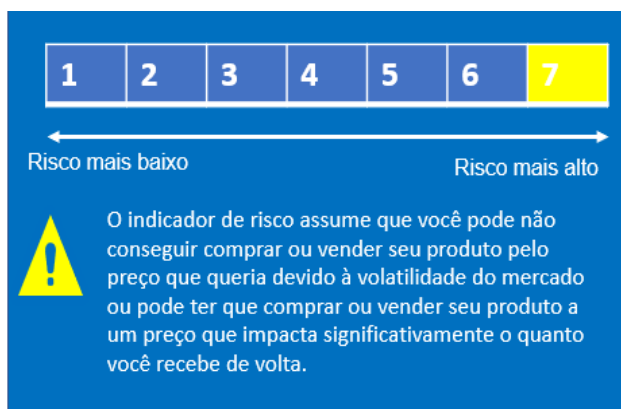 1 2 3 4 5 6 7
Risco mais baixo Risco mais alto
O indicador de risco assume que você pode não
conseguir comprar ou vender seu produto pelo
preço que queria devido à volatilidade do mercado
ou pode ter que comprar ou vender seu produto a
um preço que impacta significativamente o quanto
você recebe de volta.